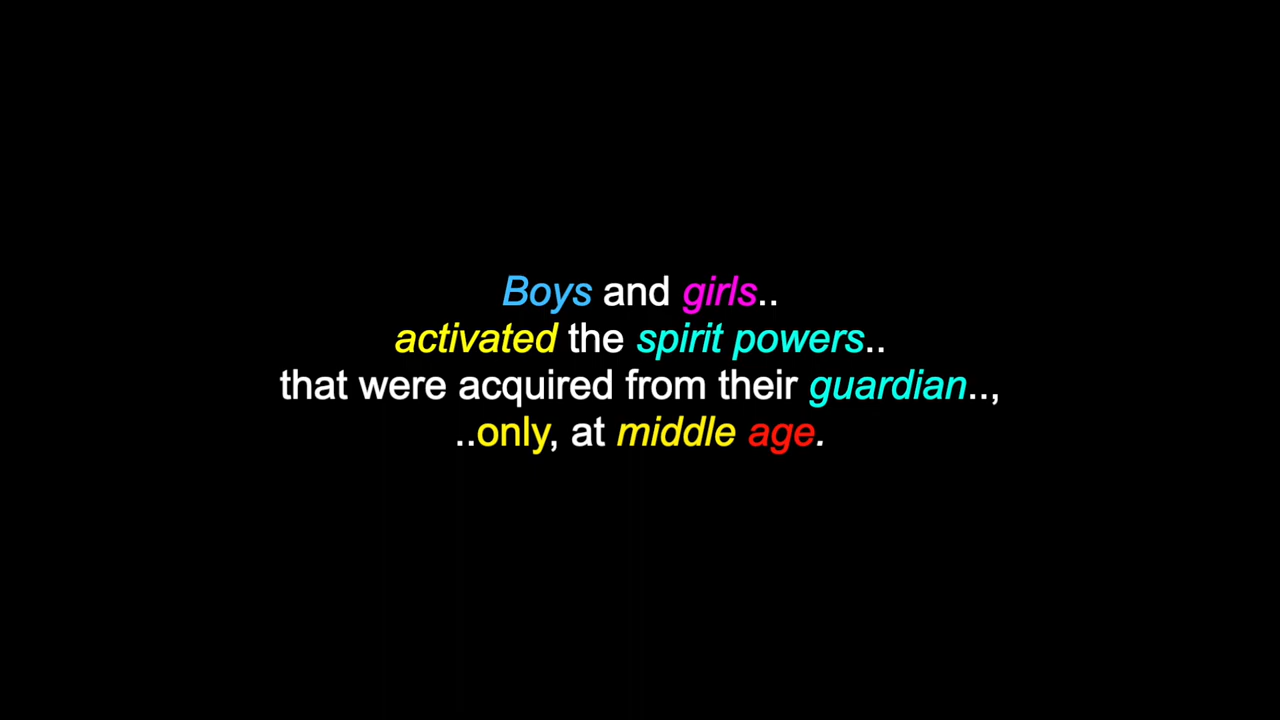 Boys and girls..
activated the spirit powers..
that were acquired from their guardian..,
..only, at middle age.